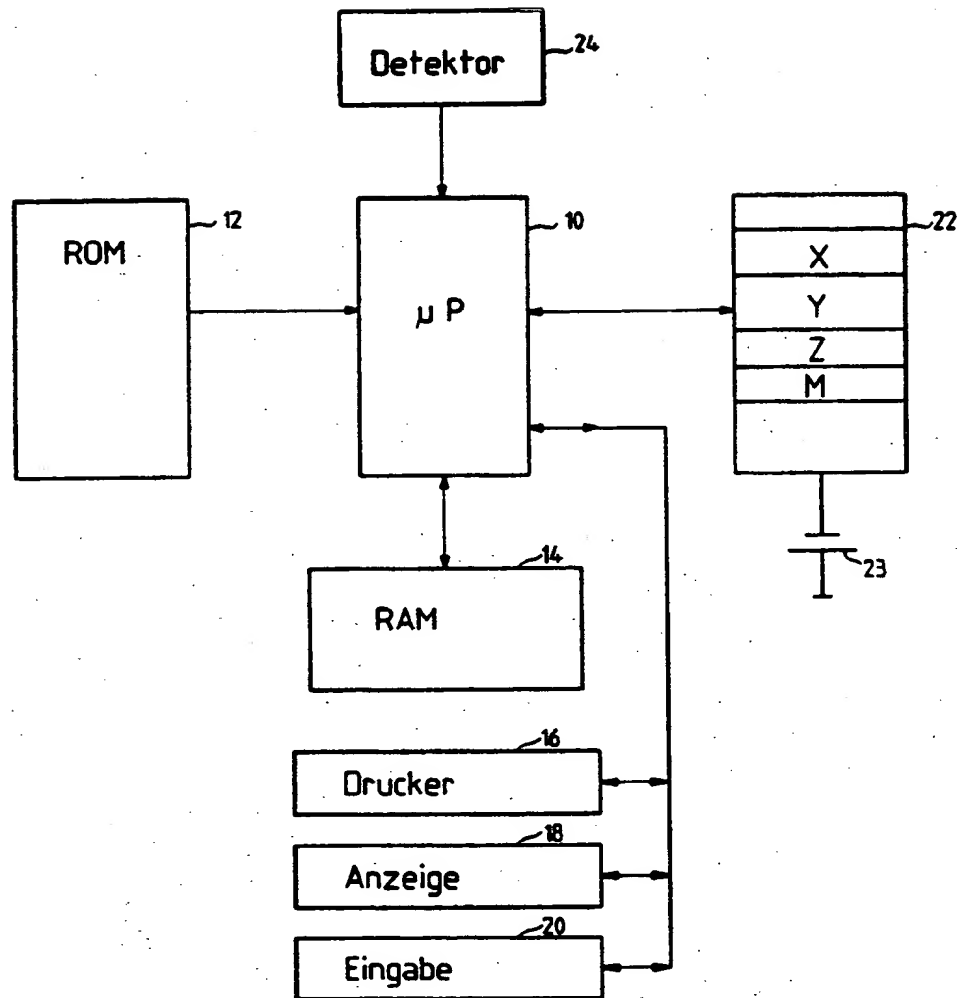 Detektor
24
ROM
12
µ P
10
22
X
Y
Z
M
23
14
RAM
16
Drucker
18
Anzeige
20
Eingabe